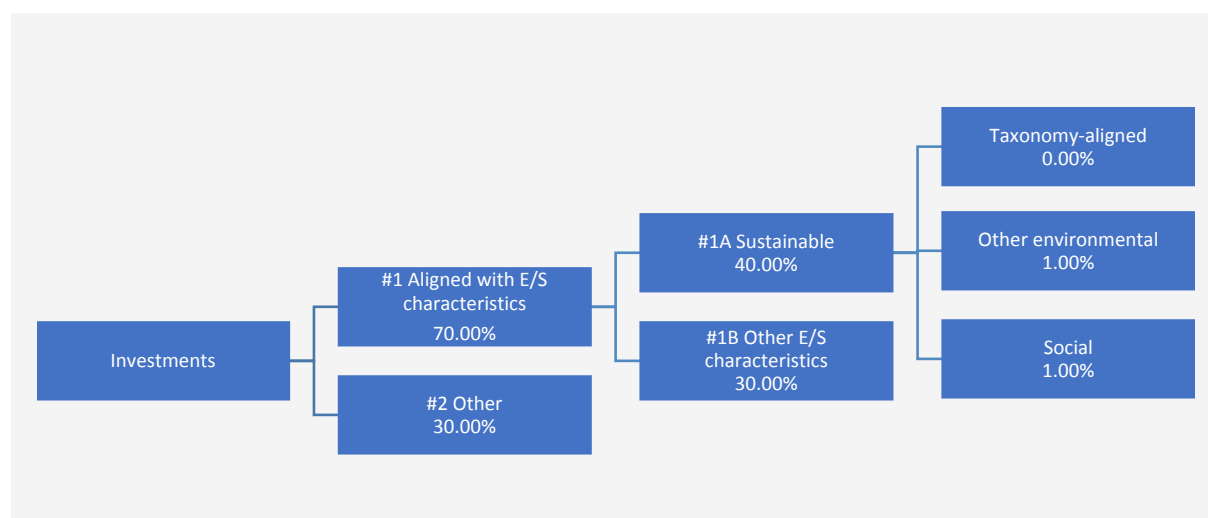 Investments
#1 Aligned with E/S
characteristics
70.00%
#2 Other
30.00%
#1A Sustainable
40.00%
#1B Other E/S
characteristics
30.00%
Taxonomy-aligned
0.00%
Other environmental
1.00%
Social
1.00%